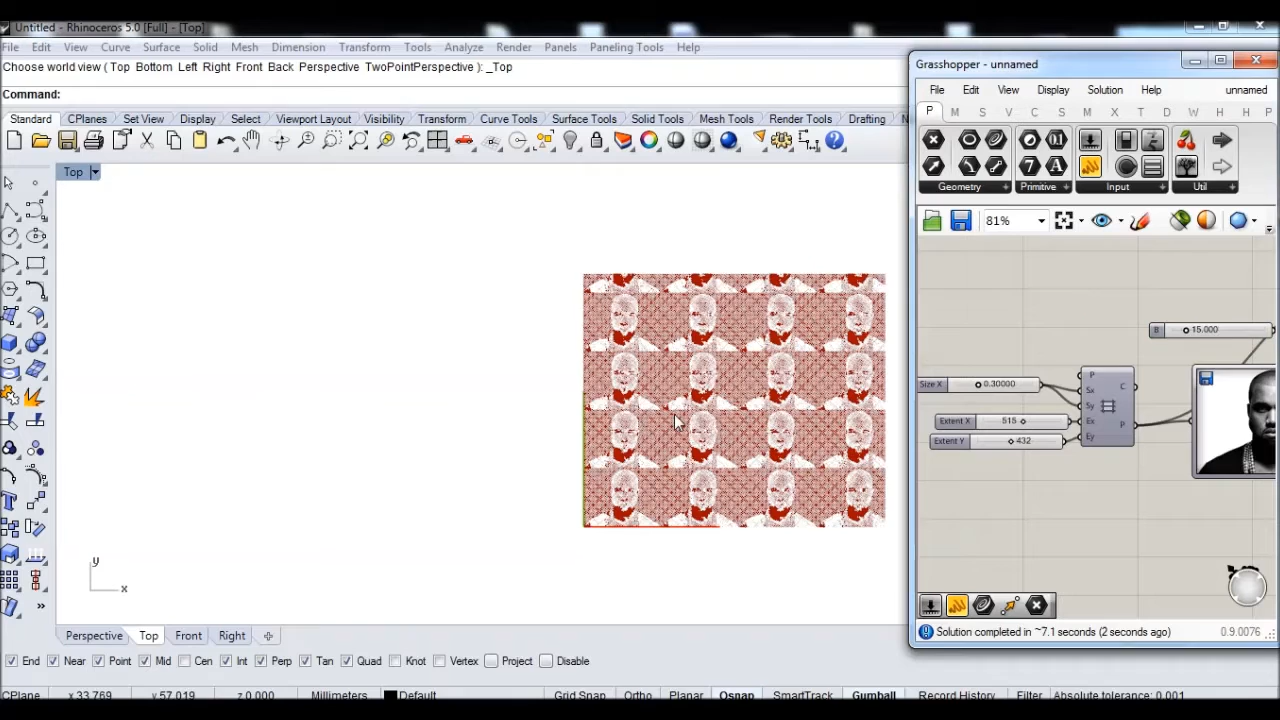 Untitled - Rhinoceros 5.0 [Full] - [Top]
File Edit View Curve Surface Solid Mesh Dimension Transform Tools Analyze Render Panels Paneling Tools Help
Choose world view ( Top Bottom Left Right Front Back Perspective TwoPointPerspective ): _Top
Command:
Standard CPlanes Set View Display Select Viewport Layout Visibility Transform Curve Tools Surface Tools Solid Tools Mesh Tools Render Tools Drafting
Top
y
x
Perspective Top Front Right
End Near Point Mid Cen Int Perp Tan Quad Knot Vertex Project Disable
CPlane x 33.769 y 57.019 z 0.000 Millimeters Default Grid Snap Ortho Planar Osnap SmartTrack Gumball Record History Filter Absolute tolerance: 0.001
Grasshopper - unnamed
File Edit View Display Solution Help unnamed
P M S V C S M X T D W H H P
Geometry Primitive Input Util
81%
B 15.000
Size X 0.30000
Extent X 515
Extent Y 432
P
Sx
Sy
Ex
Ey
C
P
Solution completed in ~7.1 seconds (2 seconds ago) 0.9.0076